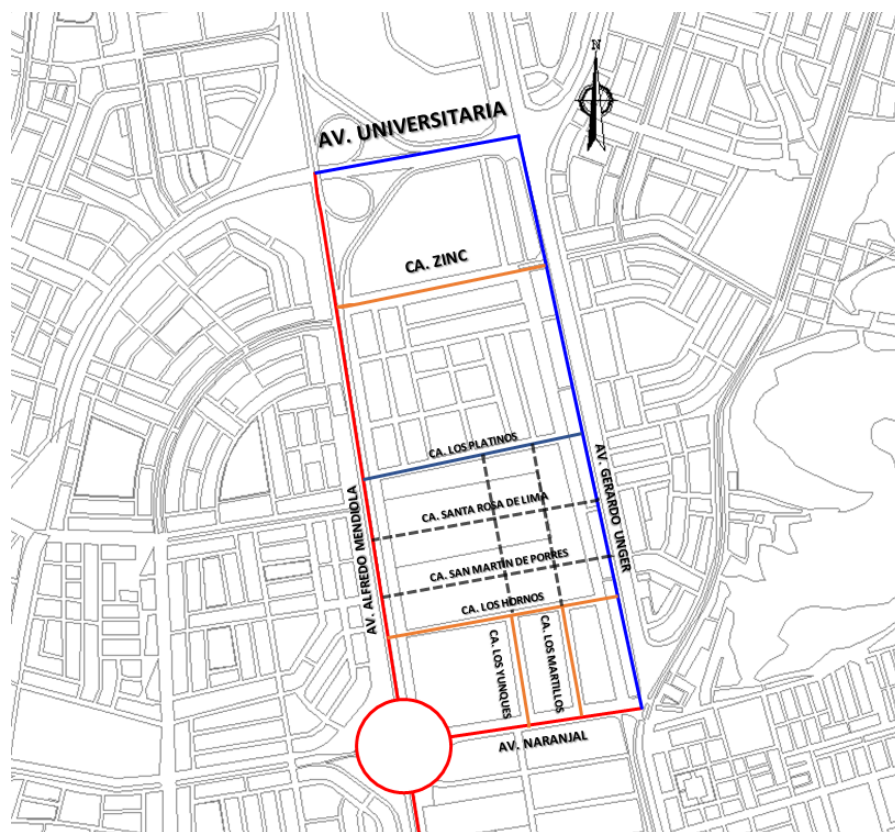 N
AV. UNIVERSITARIA
CA. ZINC
CA. LOS PLATINOS
AV. GERARDO UNGER
CA. SANTA ROSA DE LIMA
AV. ALFREDO MENDIOLA
CA. SAN MARTÍN DE PORRES
CA. LOS HORNOS
CA. LOS YUNQUES
CA. LOS MARTILLOS
AV. NARANJAL